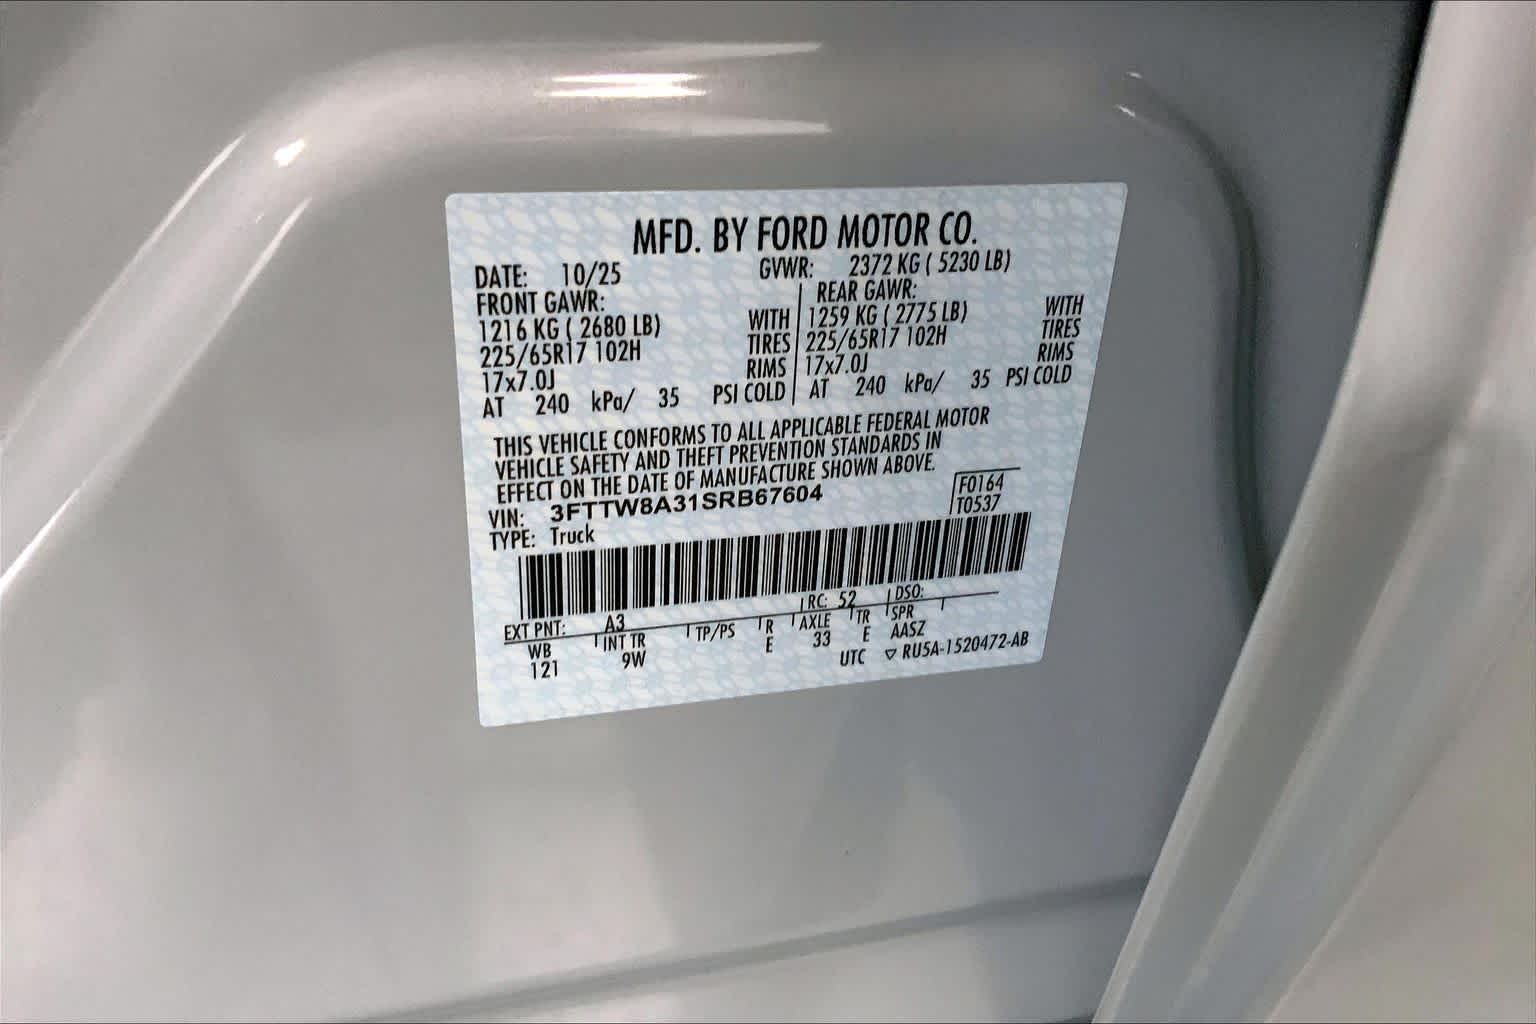 MFD. BY FORD MOTOR CO.
DATE: 10/25 GVWR: 2372 KG ( 5230 LB)
FRONT GAWR: REAR GAWR:
1216 KG ( 2680 LB) WITH 1259 KG ( 2775 LB) WITH
225/65R17 102H TIRES 225/65R17 102H TIRES
17x7.0J RIMS 17x7.0J RIMS
AT 240 kPa/ 35 PSI COLD AT 240 kPa/ 35 PSI COLD
THIS VEHICLE CONFORMS TO ALL APPLICABLE FEDERAL MOTOR
VEHICLE SAFETY AND THEFT PREVENTION STANDARDS IN
EFFECT ON THE DATE OF MANUFACTURE SHOWN ABOVE.
VIN: 3FTTW8A31SRB67604 F0164
TYPE: Truck T0537
EXT PNT: A3 RC: 52 DSO:
WB INT TR TP/PS R AXLE TR SPR
121 9W E 33 E AASZ
UTC ▽ RU5A-1520472-AB